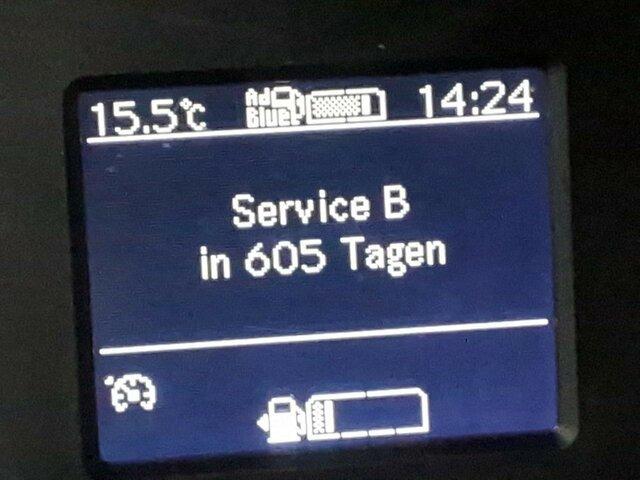 15.5°C
Ad
Blue
14:24
Service B
in 605 Tagen